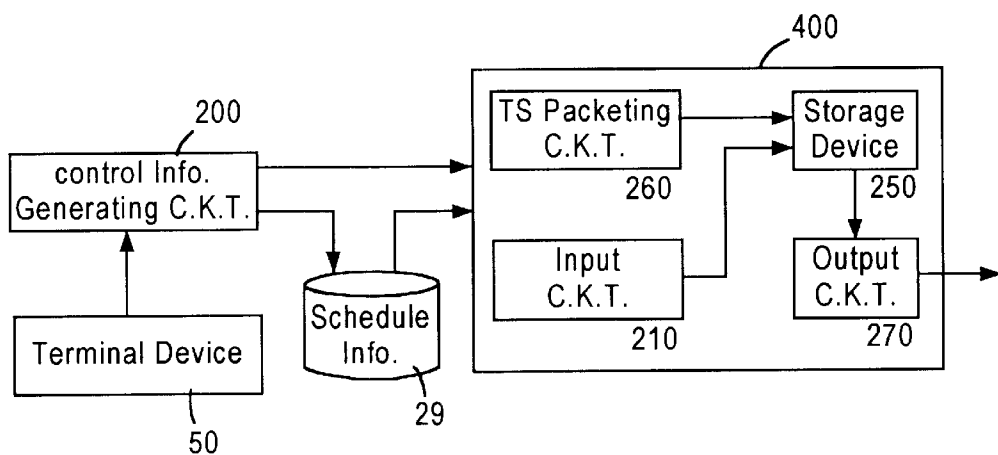 400
200
control Info.
Generating C.K.T.
TS Packeting
C.K.T.
260
Storage
Device
250
Input
C.K.T.
210
Output
C.K.T.
270
Schedule
Info.
29
Terminal Device
50